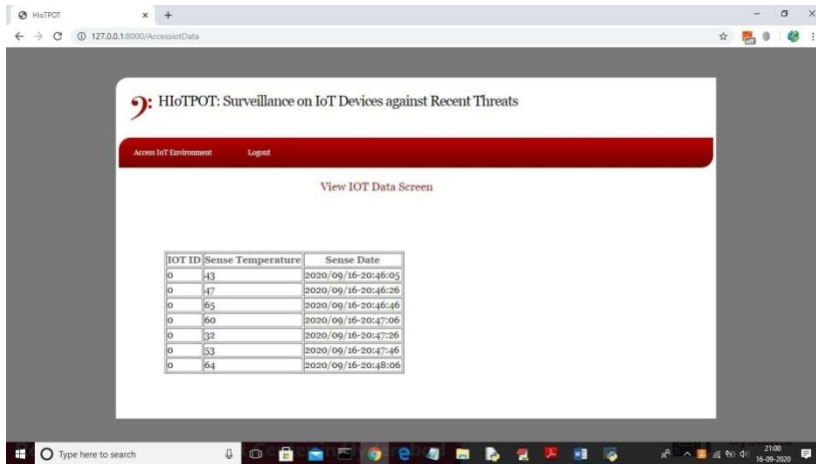 HIoTPOT
127.0.0.1:8000/AccessiotData
HIoTPOT: Surveillance on IoT Devices against Recent Threats
Access IoT Environment Logout
View IOT Data Screen
IOT ID Sense Temperature Sense Date
0 43 2020/09/16-20:46:05
0 47 2020/09/16-20:46:26
0 65 2020/09/16-20:46:46
0 60 2020/09/16-20:47:06
0 32 2020/09/16-20:47:26
0 53 2020/09/16-20:47:46
0 64 2020/09/16-20:48:06
Type here to search
21:00
16-09-2020